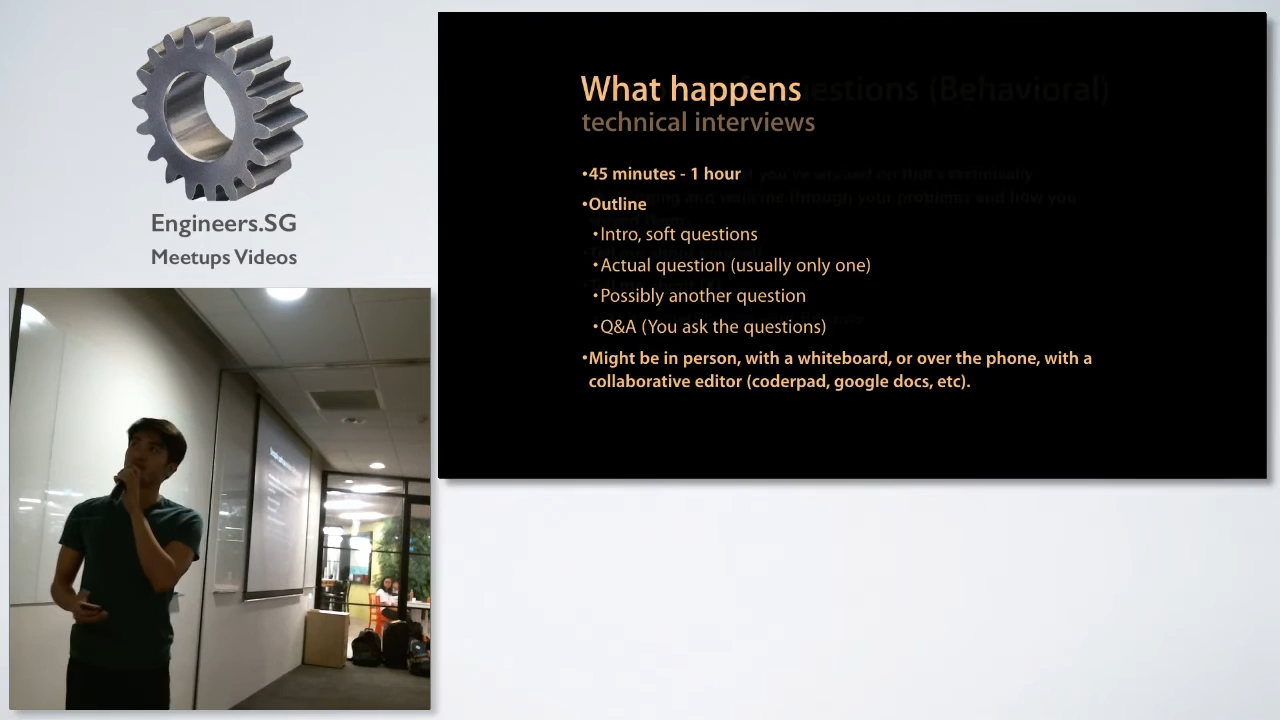 Engineers.SG
Meetups Videos
What happens
estions (Behavioral)
technical interviews
•45 minutes - 1 hour
•Outline
•Intro, soft questions
•Actual question (usually only one)
•Possibly another question
•Q&A (You ask the questions)
•Might be in person, with a whiteboard, or over the phone, with a
collaborative editor (coderpad, google docs, etc).